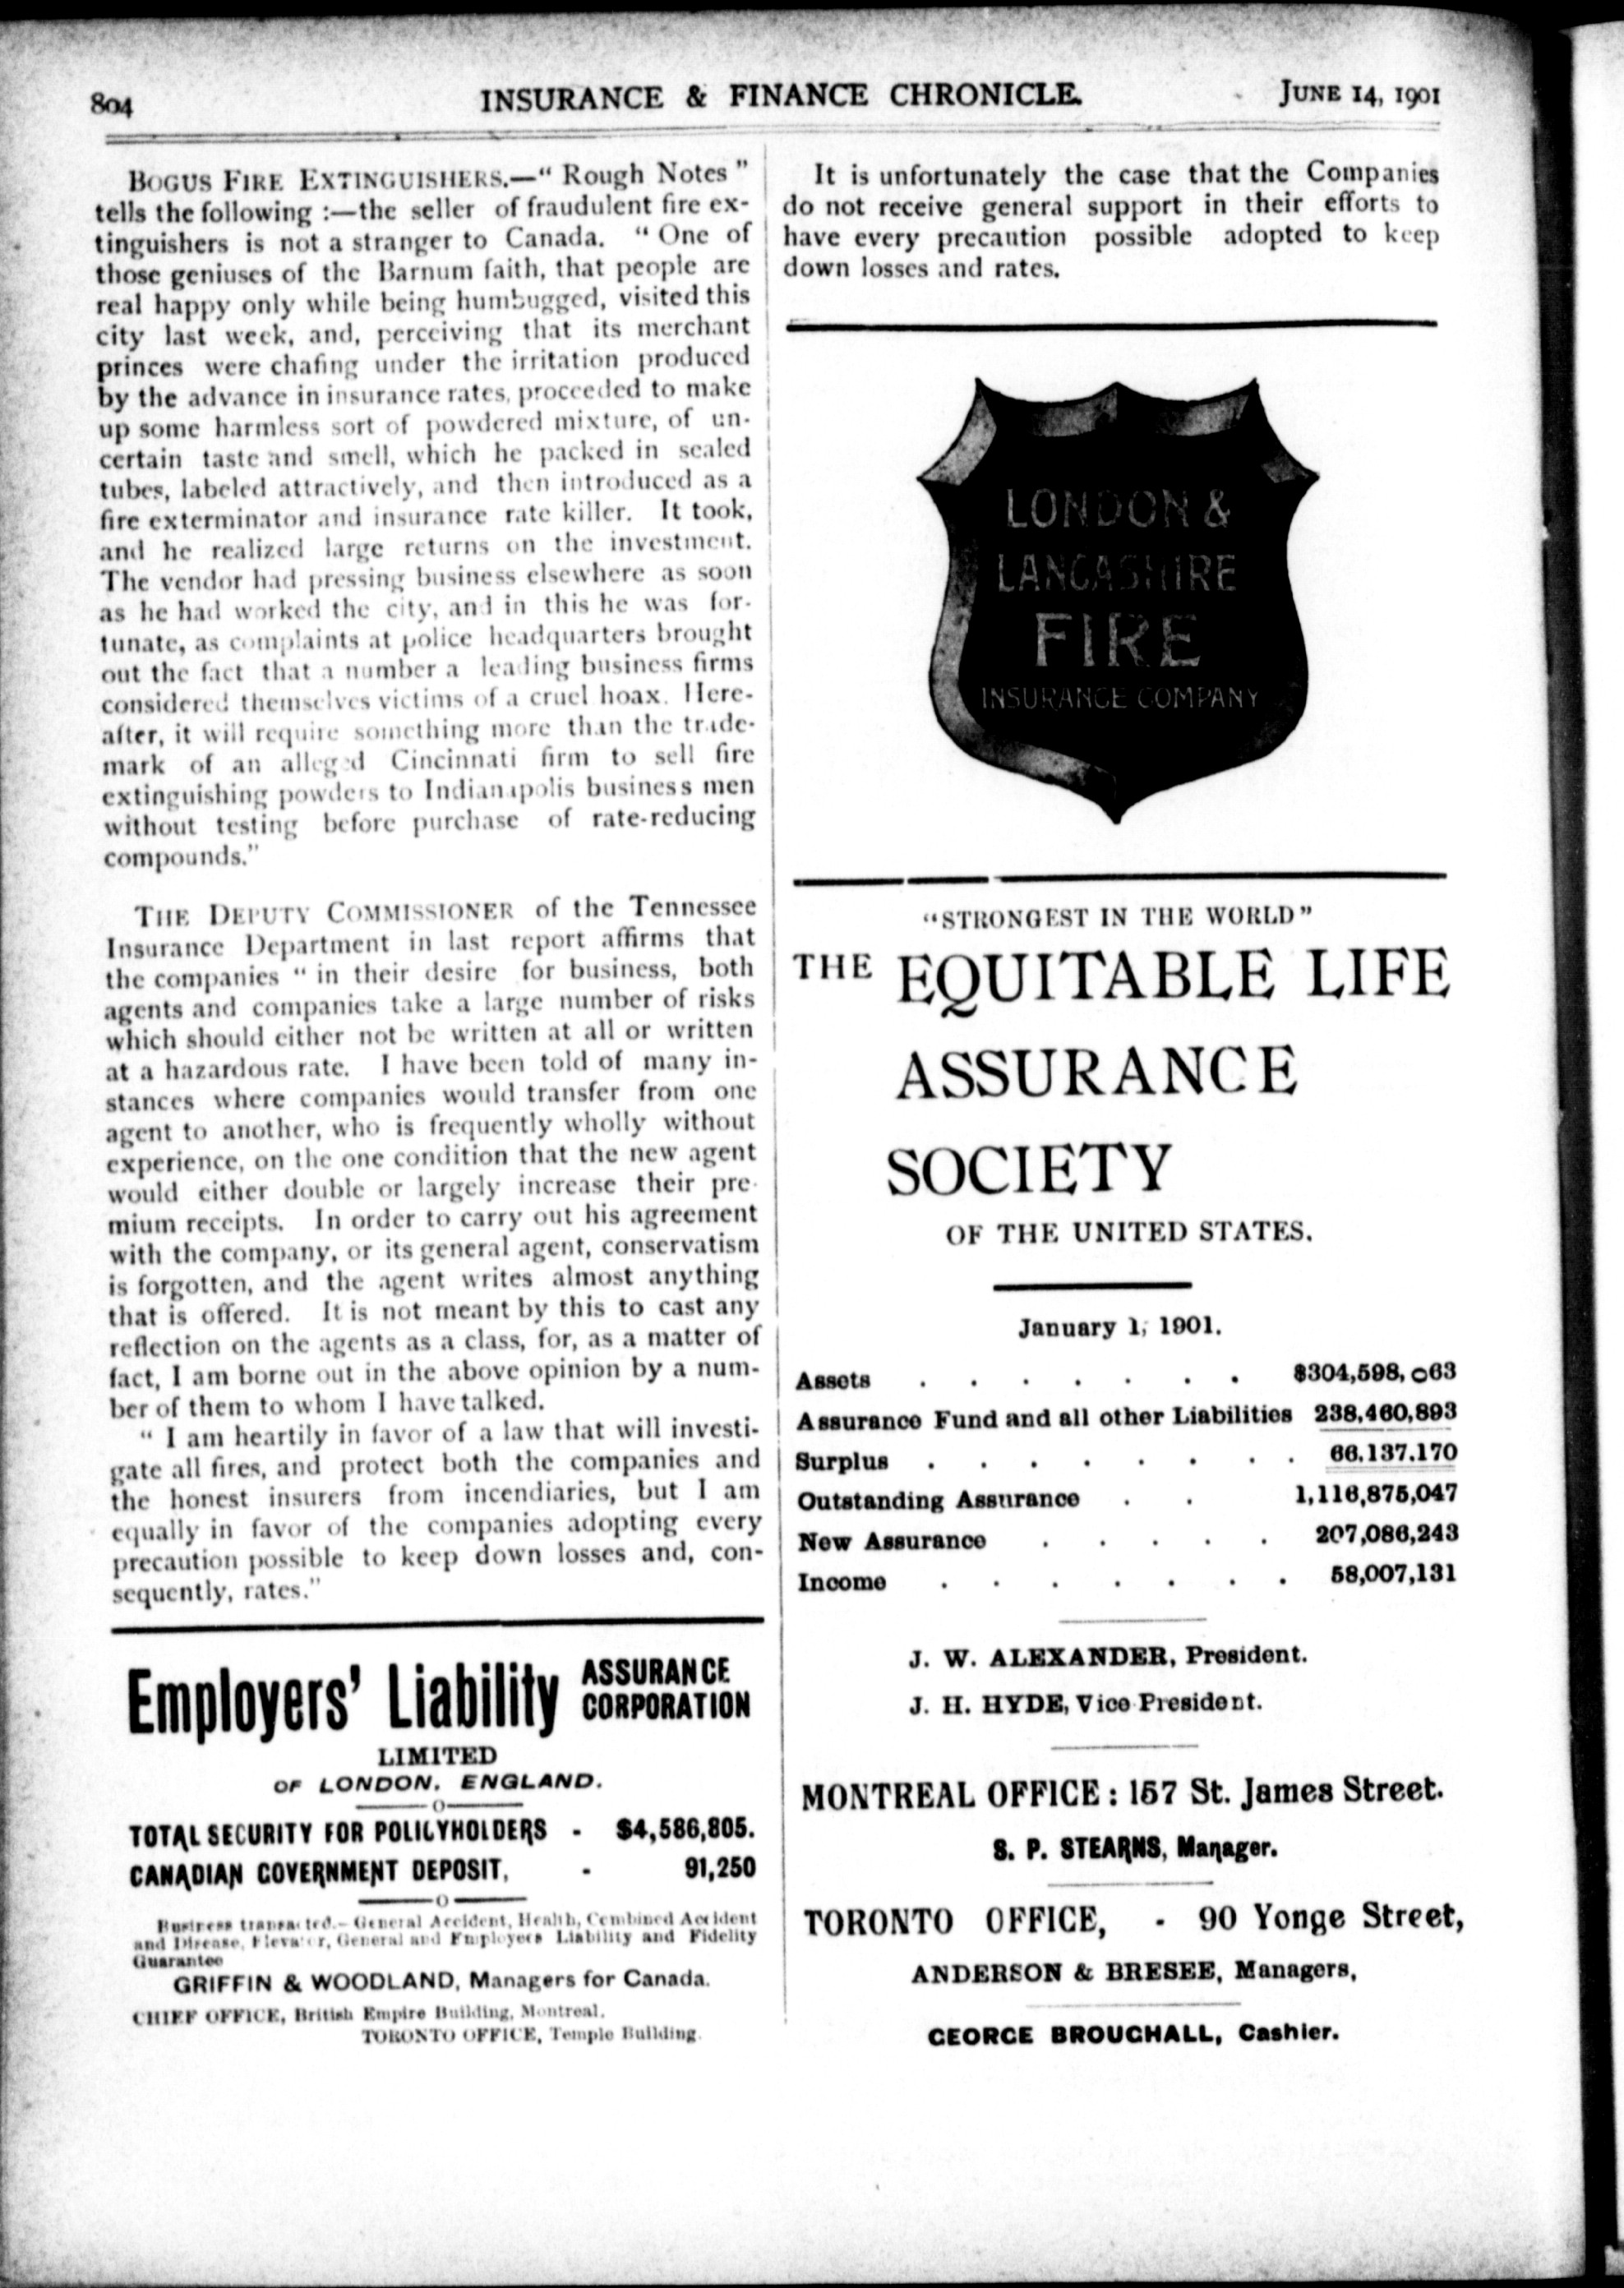 804
INSURANCE & FINANCE CHRONICLE.
JUNE 14, 1901
BOGUS FIRE EXTINGUISHERS.—“ Rough Notes ”
tells the following :—the seller of fraudulent fire ex-
tinguishers is not a stranger to Canada. “ One of
those geniuses of the Barnum faith, that people are
real happy only while being humbugged, visited this
city last week, and, perceiving that its merchant
princes were chafing under the irritation produced
by the advance in insurance rates, proceeded to make
up some harmless sort of powdered mixture, of un-
certain taste and smell, which he packed in sealed
tubes, labeled attractively, and then introduced as a
fire exterminator and insurance rate killer. It took,
and he realized large returns on the investment.
The vendor had pressing business elsewhere as soon
as he had worked the city, and in this he was for-
tunate, as complaints at police headquarters brought
out the fact that a number a leading business firms
considered themselves victims of a cruel hoax. Here-
after, it will require something more than the trade-
mark of an alleged Cincinnati firm to sell fire
extinguishing powders to Indianapolis business men
without testing before purchase of rate-reducing
compounds.”
THE DEPUTY COMMISSIONER of the Tennessee
Insurance Department in last report affirms that
the companies “ in their desire for business, both
agents and companies take a large number of risks
which should either not be written at all or written
at a hazardous rate. I have been told of many in-
stances where companies would transfer from one
agent to another, who is frequently wholly without
experience, on the one condition that the new agent
would either double or largely increase their pre-
mium receipts. In order to carry out his agreement
with the company, or its general agent, conservatism
is forgotten, and the agent writes almost anything
that is offered. It is not meant by this to cast any
reflection on the agents as a class, for, as a matter of
fact, I am borne out in the above opinion by a num-
ber of them to whom I have talked.
“ I am heartily in favor of a law that will investi-
gate all fires, and protect both the companies and
the honest insurers from incendiaries, but I am
equally in favor of the companies adopting every
precaution possible to keep down losses and, con-
sequently, rates.”
Employers’ Liability ASSURANCE
CORPORATION
LIMITED
OF LONDON, ENGLAND.
TOTAL SECURITY FOR POLICYHOLDERS - $4,586,805.
CANADIAN GOVERNMENT DEPOSIT, - 91,250
Business transacted.—General Accident, Health, Combined Accident
and Disease, Elevator, General and Employees Liability and Fidelity
Guarantee
GRIFFIN & WOODLAND, Managers for Canada.
CHIEF OFFICE, British Empire Building, Montreal.
TORONTO OFFICE, Temple Building.
It is unfortunately the case that the Companies
do not receive general support in their efforts to
have every precaution possible adopted to keep
down losses and rates.
LONDON &
LANCASHIRE
FIRE
INSURANCE COMPANY
“STRONGEST IN THE WORLD”
THE EQUITABLE LIFE
ASSURANCE
SOCIETY
OF THE UNITED STATES.
January 1, 1901.
Assets . . . . . . . $304,598,063
Assurance Fund and all other Liabilities 238,460,893
Surplus . . . . . . . . 66,137.170
Outstanding Assurance . . 1,116,875,047
New Assurance . . . . . 207,086,243
Income . . . . . . . 58,007,131
J. W. ALEXANDER, President.
J. H. HYDE, Vice-President.
MONTREAL OFFICE : 157 St. James Street.
S. P. STEARNS, Manager.
TORONTO OFFICE, - 90 Yonge Street,
ANDERSON & BRESEE, Managers,
GEORGE BROUGHALL, Cashier.